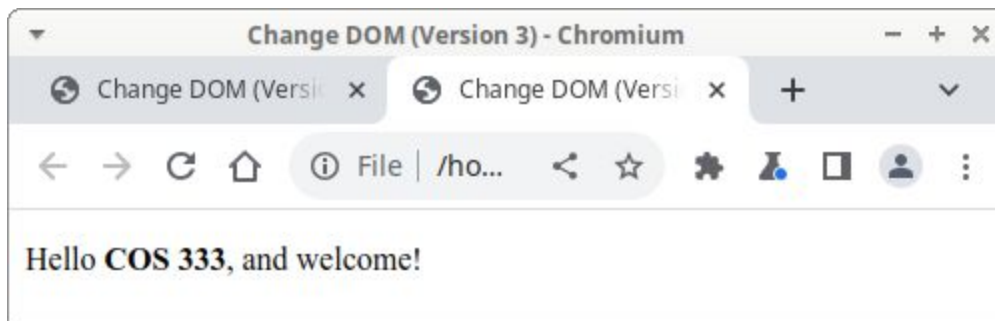 Change DOM (Version 3) - Chromium
Change DOM (Versi
Change DOM (Versi
File /ho...
Hello COS 333, and welcome!